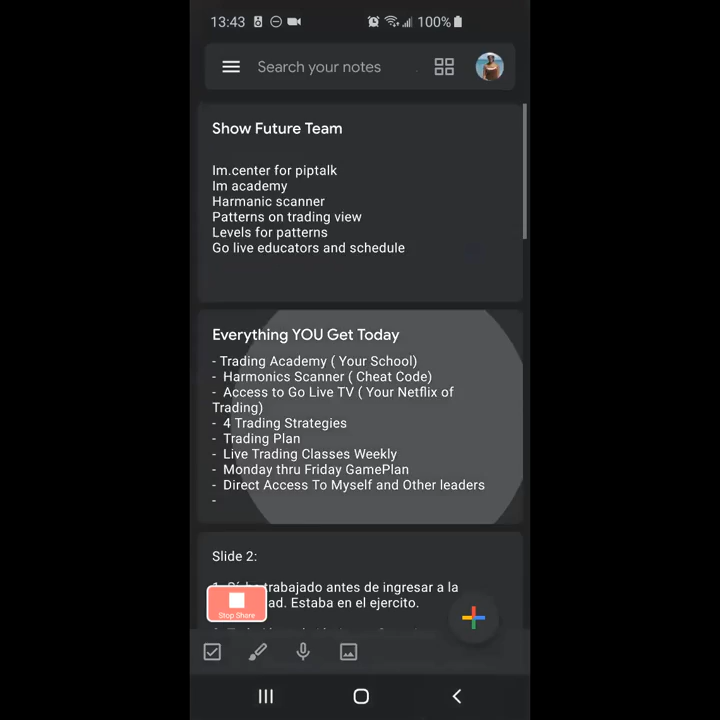 13:43
100%
Search your notes
Show Future Team
Im.center for piptalk
Im academy
Harmanic scanner
Patterns on trading view
Levels for patterns
Go live educators and schedule
Everything YOU Get Today
- Trading Academy ( Your School)
- Harmonics Scanner ( Cheat Code)
- Access to Go Live TV ( Your Netflix of
Trading)
- 4 Trading Strategies
- Trading Plan
- Live Trading Classes Weekly
- Monday thru Friday GamePlan
- Direct Access To Myself and Other leaders
-
Slide 2:
trabajado antes de ingresar a la
Estaba en el ejercito.
Stop Share